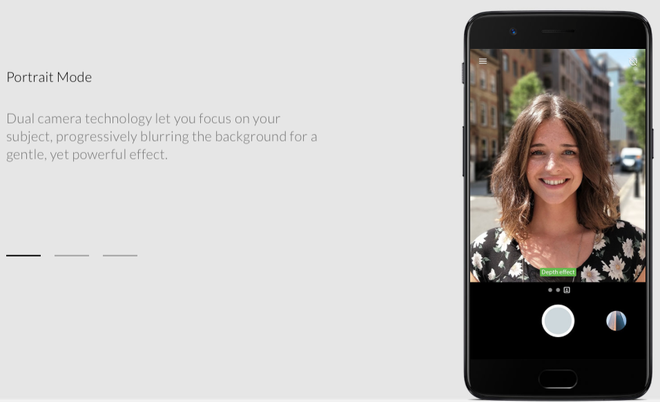 Portrait Mode
Dual camera technology let you focus on your
subject, progressively blurring the background for a
gentle, yet powerful effect.
Depth effect